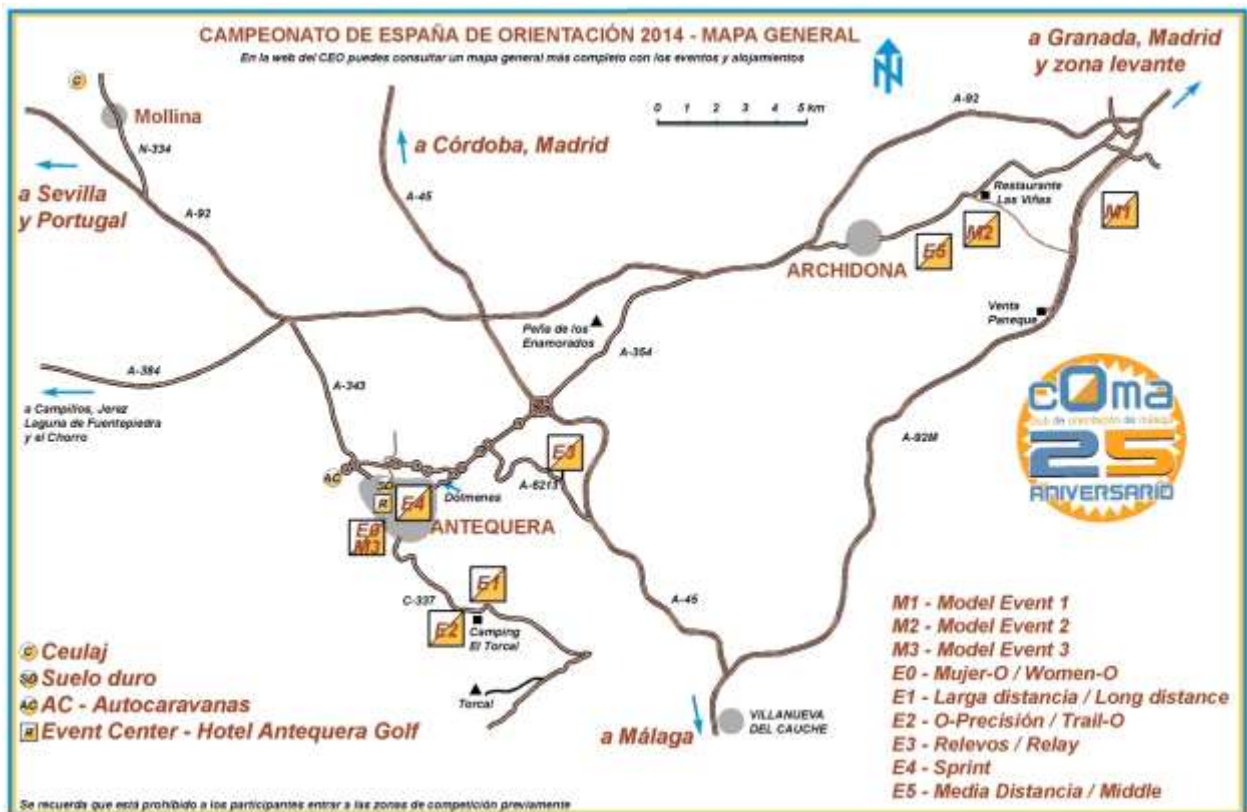 CAMPEONATO DE ESPAÑA DE ORIENTACIÓN 2014 - MAPA GENERAL
En la web del CEO puedes consultar un mapa general más completo con los eventos y alojamientos
a Granada, Madrid
y zona levante
N
0 1 2 3 4 5 km
C
Mollina
N-334
a Córdoba, Madrid
A-92
a Sevilla
y Portugal
A-92
A-45
Restaurante
Las Viñas
M1
M2
E5
ARCHIDONA
Venta
Paneque
Peña de los
Enamorados
A-354
A-384
A-343
a Campillos, Jerez
Laguna de Fuentepiedra
y el Chorro
cOma
club de orientación de málaga
25
ANIVERSARIO
A-92M
E3
A-6213
AC
SD
R
E4
Dólmenes
ANTEQUERA
E0
M3
E1
C-337
E2
Camping
El Torcal
A-45
Torcal
a Málaga
VILLANUEVA
DEL CAUCHE
C Ceulaj
SD Suelo duro
AC AC - Autocaravanas
R Event Center - Hotel Antequera Golf
M1 - Model Event 1
M2 - Model Event 2
M3 - Model Event 3
E0 - Mujer-O / Women-O
E1 - Larga distancia / Long distance
E2 - O-Precisión / Trail-O
E3 - Relevos / Relay
E4 - Sprint
E5 - Media Distancia / Middle
Se recuerda que está prohibido a los participantes entrar a las zonas de competición previamente